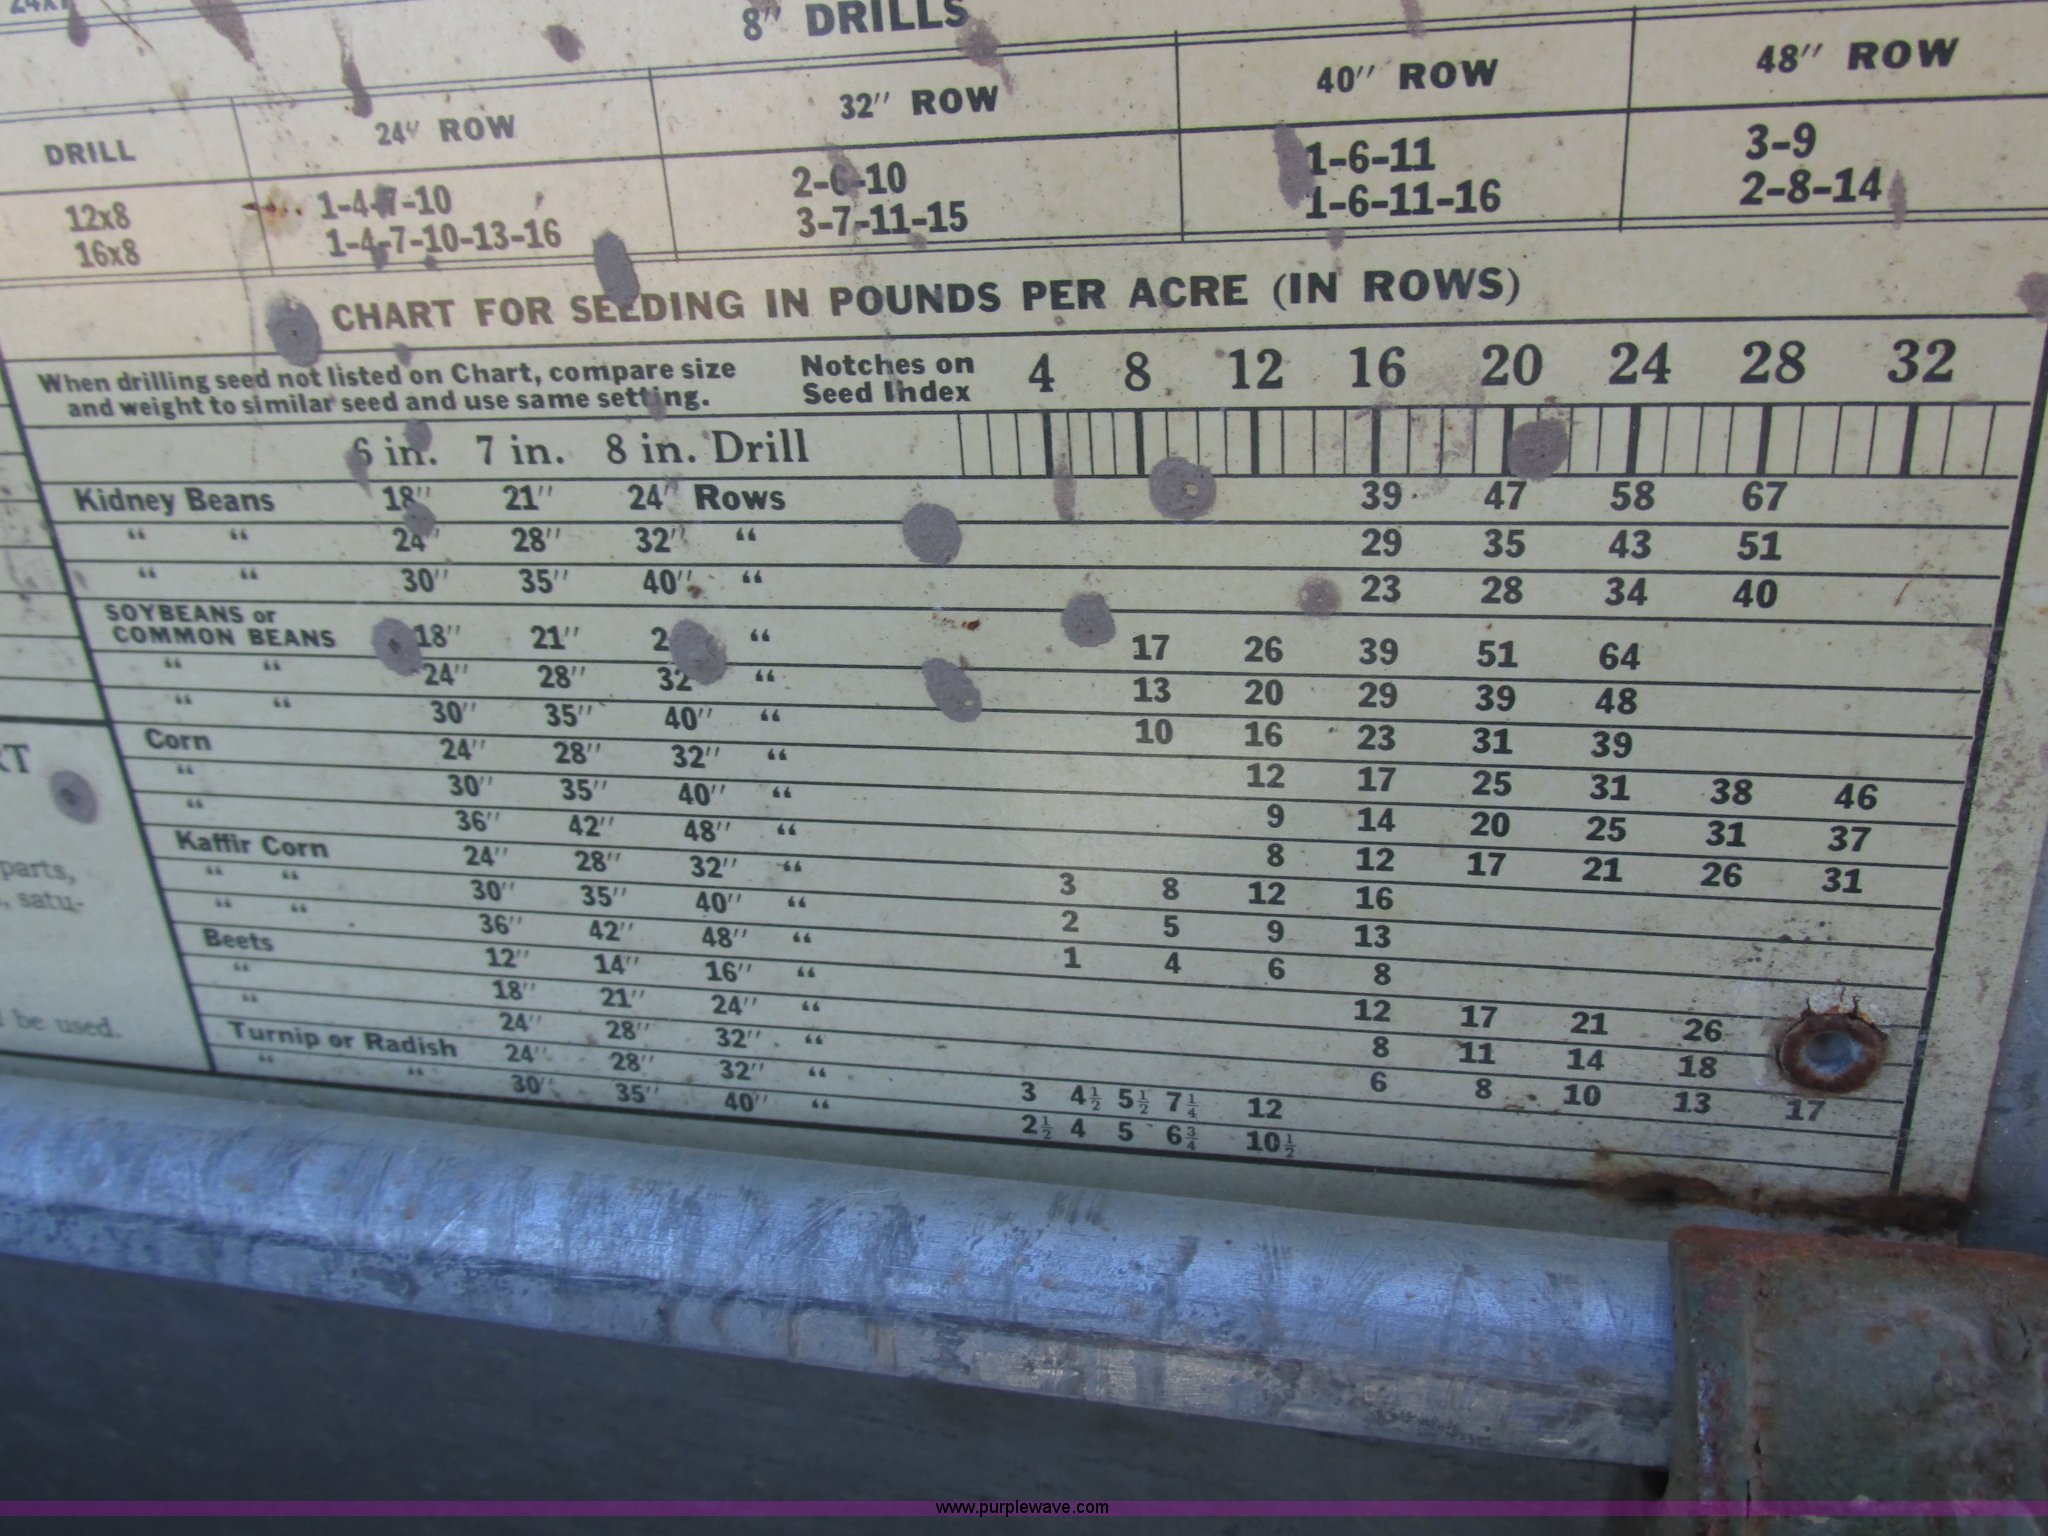 8" DRILLS
DRILL 24" ROW 32" ROW 40" ROW 48" ROW
12x8 1-4-7-10 2-6-10 1-6-11 3-9
16x8 1-4-7-10-13-16 3-7-11-15 1-6-11-16 2-8-14
CHART FOR SEEDING IN POUNDS PER ACRE (IN ROWS)
When drilling seed not listed on Chart, compare size
and weight to similar seed and use same setting.
Notches on
Seed Index
4 8 12 16 20 24 28 32
6 in. 7 in. 8 in. Drill
Kidney Beans 18" 21" 24" Rows 39 47 58 67
“ “ 24" 28" 32" “ 29 35 43 51
“ “ 30" 35" 40" “ 23 28 34 40
SOYBEANS or
COMMON BEANS 18" 21" 2 “ 17 26 39 51 64
“ “ 24" 28" 32 “ 13 20 29 39 48
“ “ 30" 35" 40" “ 10 16 23 31 39
Corn 24" 28" 32" “ 12 17 25 31 38 46
“ 30" 35" 40" “ 9 14 20 25 31 37
“ 36" 42" 48" “ 8 12 17 21 26 31
Kaffir Corn 24" 28" 32" “ 3 8 12 16
“ “ 30" 35" 40" “ 2 5 9 13
“ “ 36" 42" 48" “ 1 4 6 8
Beets 12" 14" 16" “ 12 17 21 26
“ 18" 21" 24" “ 8 11 14 18
“ 24" 28" 32" “ 6 8 10 13 17
Turnip or Radish 24" 28" 32" “ 3 4½ 5½ 7¼ 12
“ “ 30" 35" 40" “ 2½ 4 5 6¾ 10½
RT
parts,
satu-
be used.
www.purplewave.com